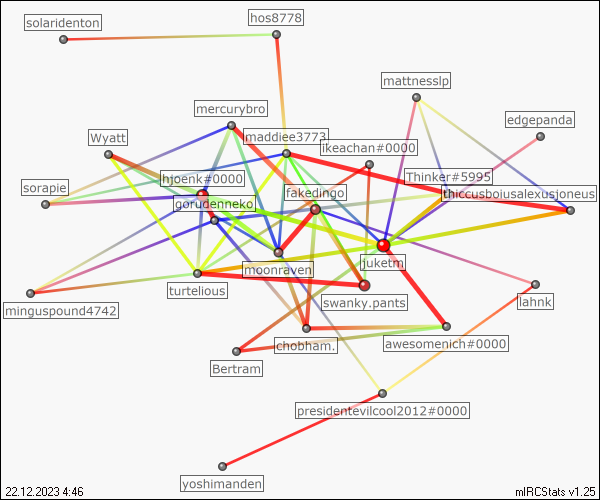 hos8778
solaridenton
mattnesslp
mercurybro
edgepanda
Wyatt
maddiee3773
ikeachan#0000
Thinker#5995
hjoenk#0000
sorapie
fakedingo
thiccusboiusalexusjoneus
gorudenneko
juketm
moonraven
turtelious
swanky.pants
lahnk
minguspound4742
chobham.
awesomenich#0000
Bertram
presidentevilcool2012#0000
yoshimanden
22.12.2023 4:46
mIRCStats v1.25